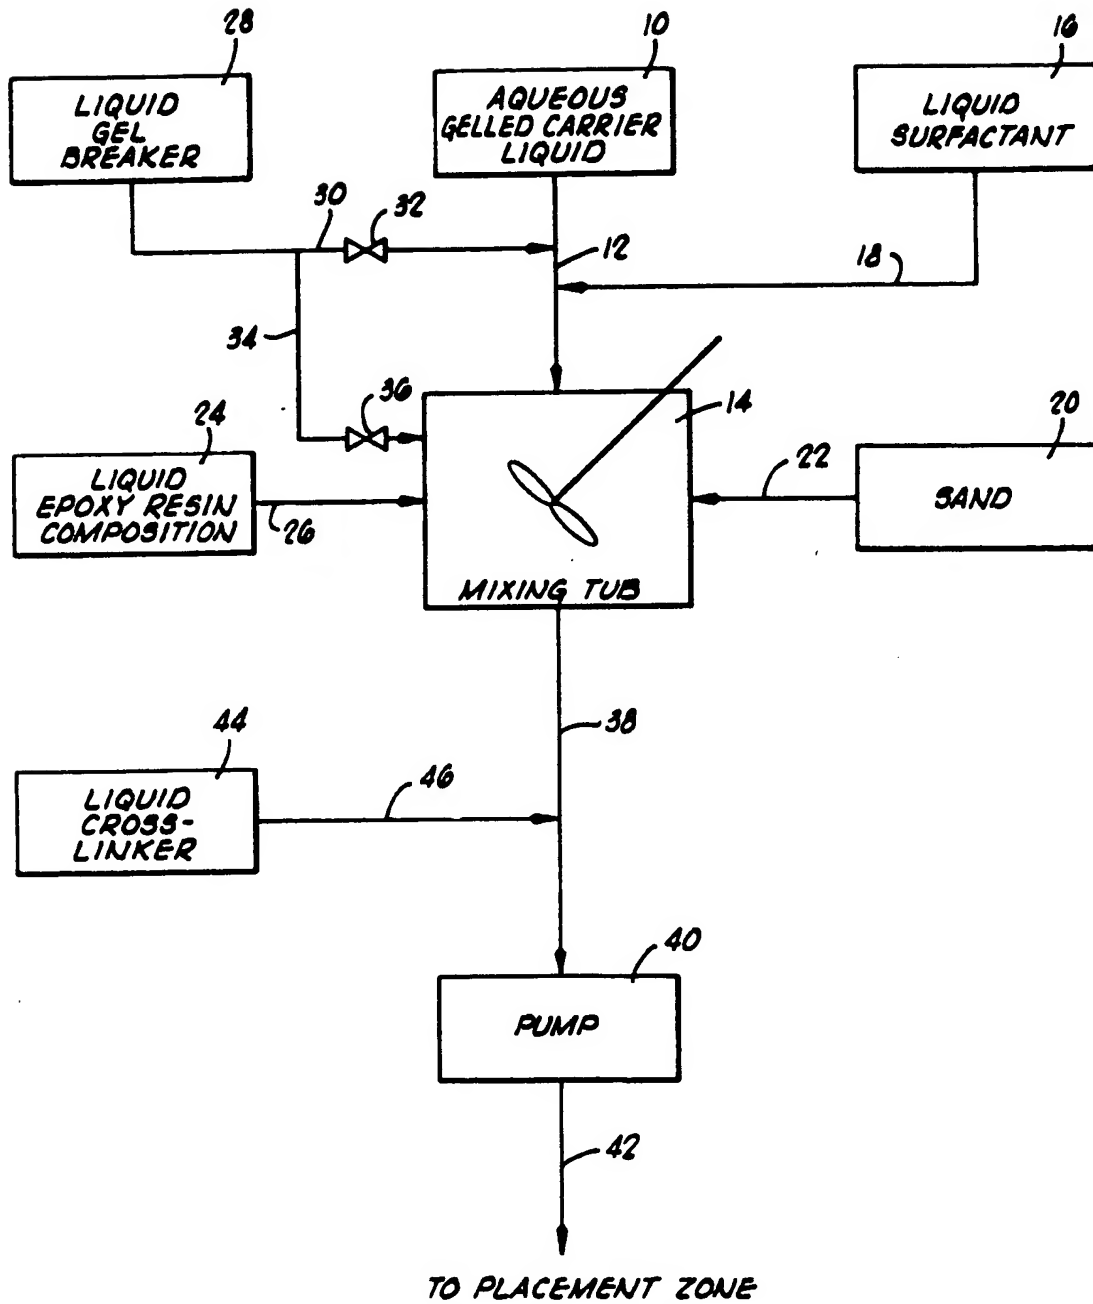 28
10
16
LIQUID
GEL
BREAKER
AQUEOUS
GELLED CARRIER
LIQUID
LIQUID
SURFACTANT
30
32
12
18
34
36
14
24
20
LIQUID
EPOXY RESIN
COMPOSITION
26
22
SAND
MIXING TUB
38
44
46
LIQUID
CROSS-
LINKER
40
PUMP
42
TO PLACEMENT ZONE